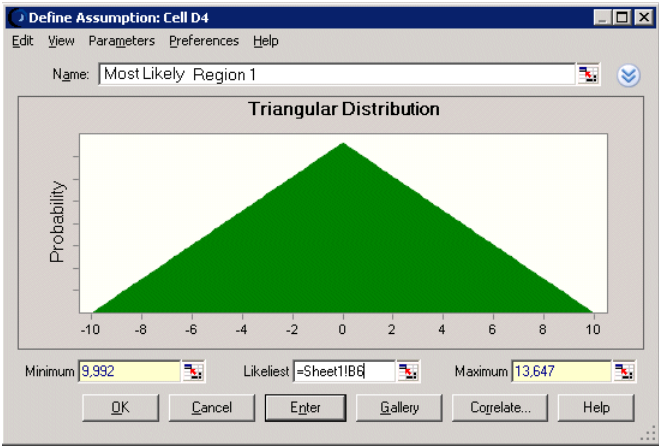 Define Assumption: Cell D4
Edit View Parameters Preferences Help
Name: Most Likely Region 1
Triangular Distribution
Probability
-10 -8 -6 -4 -2 0 2 4 6 8 10
Minimum 9,992 Likeliest =Sheet1!B6 Maximum 13,647
OK Cancel Enter Gallery Correlate... Help